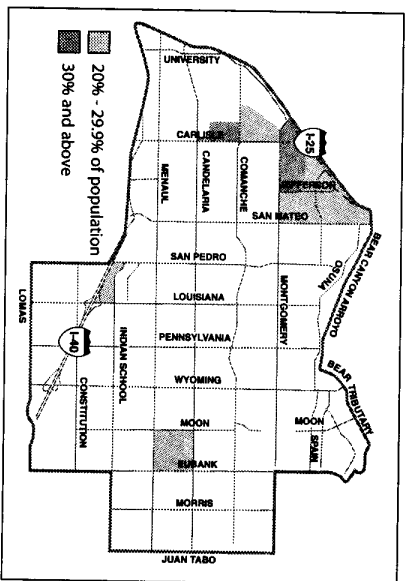 UNIVERSITY
CARLISLE
I-25
JEFFERSON
SAN MATEO
MENAUL
CANDELARIA
COMANCHE
SAN PEDRO
LOUISIANA
PENNSYLVANIA
WYOMING
MOON
EUBANK
MORRIS
JUAN TABO
MONTGOMERY
OSUNA
BEAR CANYON ARROYO
BEAR TRIBUTARY
MOON
SPAIN
INDIAN SCHOOL
I-40
CONSTITUTION
LOMAS
20% - 29.9% of population
30% and above